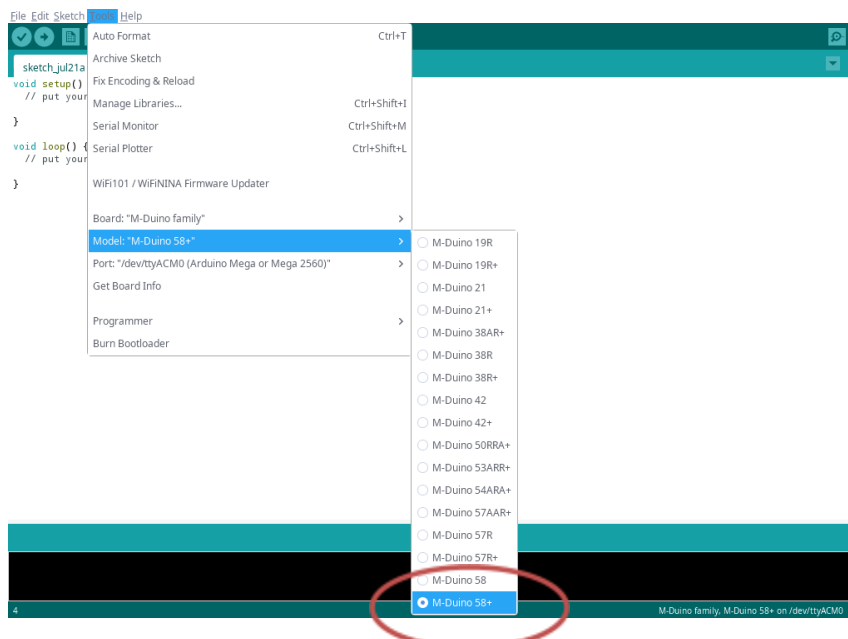 File Edit Sketch Tools Help
sketch_jul21a
void setup()
// put your
}
void loop() {
// put your
}
Auto Format Ctrl+T
Archive Sketch
Fix Encoding & Reload
Manage Libraries... Ctrl+Shift+I
Serial Monitor Ctrl+Shift+M
Serial Plotter Ctrl+Shift+L
WiFi101 / WiFiNINA Firmware Updater
Board: "M-Duino family"
Model: "M-Duino 58+"
Port: "/dev/ttyACM0 (Arduino Mega or Mega 2560)"
Get Board Info
Programmer
Burn Bootloader
M-Duino 19R
M-Duino 19R+
M-Duino 21
M-Duino 21+
M-Duino 38AR+
M-Duino 38R
M-Duino 38R+
M-Duino 42
M-Duino 42+
M-Duino 50RRA+
M-Duino 53ARR+
M-Duino 54ARA+
M-Duino 57AAR+
M-Duino 57R
M-Duino 57R+
M-Duino 58
M-Duino 58+
4
M-Duino family, M-Duino 58+ on /dev/ttyACM0